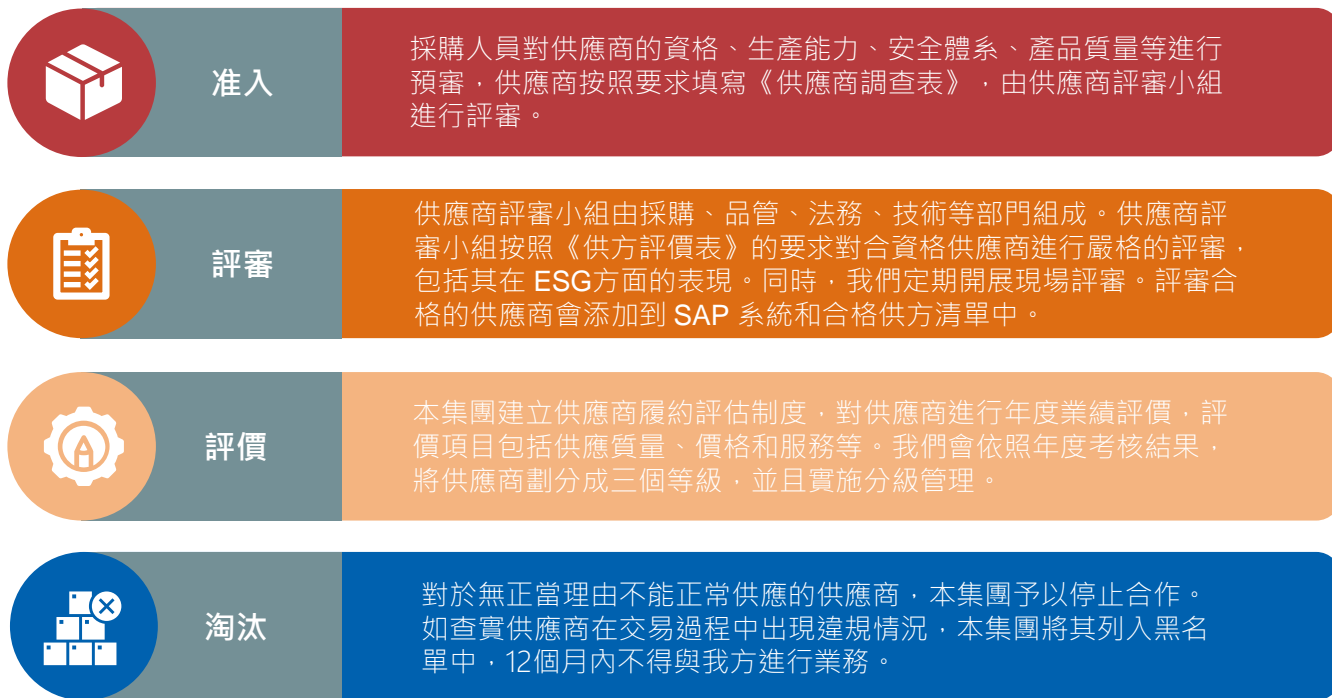 准入
採購人員對供應商的資格、生產能力、安全體系、產品質量等進行
預審，供應商按照要求填寫《供應商調查表》，由供應商評審小組
進行評審。
評審
供應商評審小組由採購、品管、法務、技術等部門組成。供應商評
審小組按照《供方評價表》的要求對合資格供應商進行嚴格的評審，
包括其在 ESG方面的表現。同時，我們定期開展現場評審。評審合
格的供應商會添加到 SAP 系統和合格供方清單中。
評價
本集團建立供應商履約評估制度，對供應商進行年度業績評價，評
價項目包括供應質量、價格和服務等。我們會依照年度考核結果，
將供應商劃分成三個等級，並且實施分級管理。
淘汰
對於無正當理由不能正常供應的供應商，本集團予以停止合作。
如查實供應商在交易過程中出現違規情況，本集團將其列入黑名
單中，12個月內不得與我方進行業務。